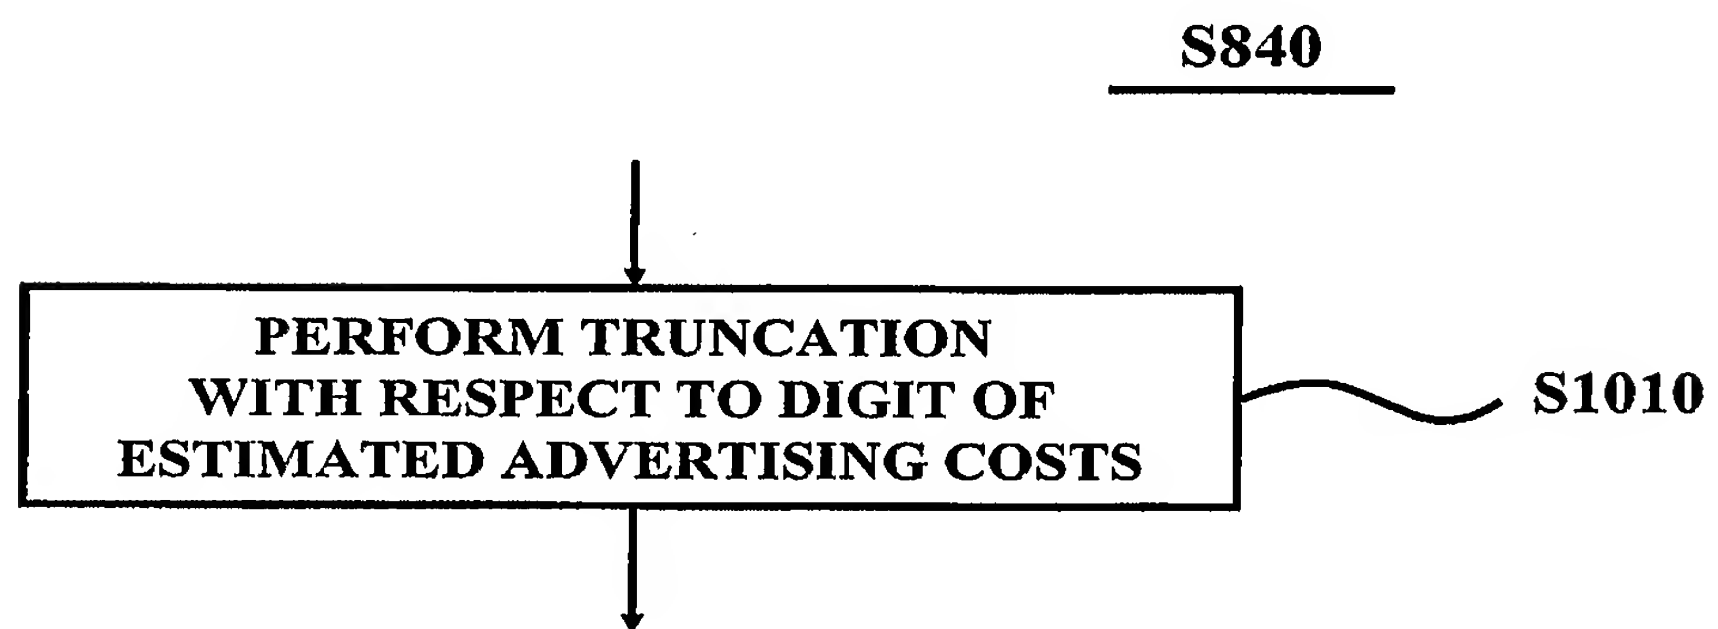 S840
PERFORM TRUNCATION
WITH RESPECT TO DIGIT OF
ESTIMATED ADVERTISING COSTS
S1010